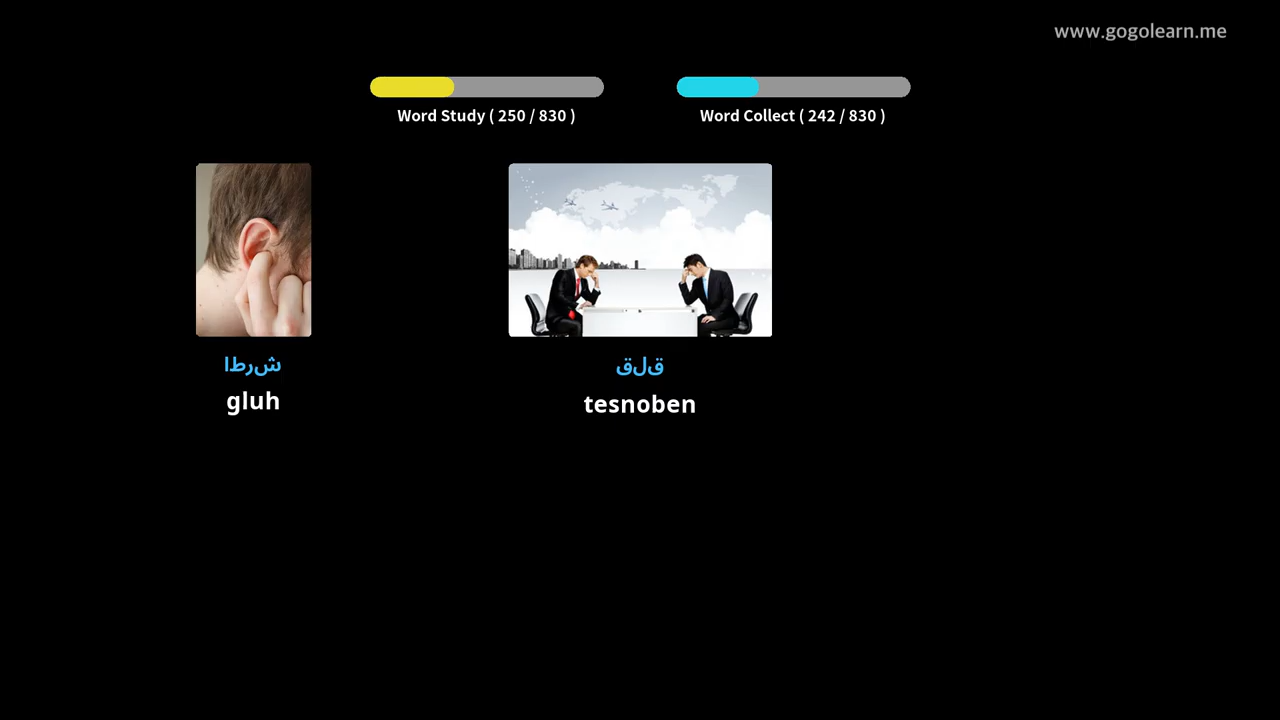 www.gogolearn.me
Word Study ( 250 / 830 )
Word Collect ( 242 / 830 )
شرطا
gluh
قلق
tesnoben